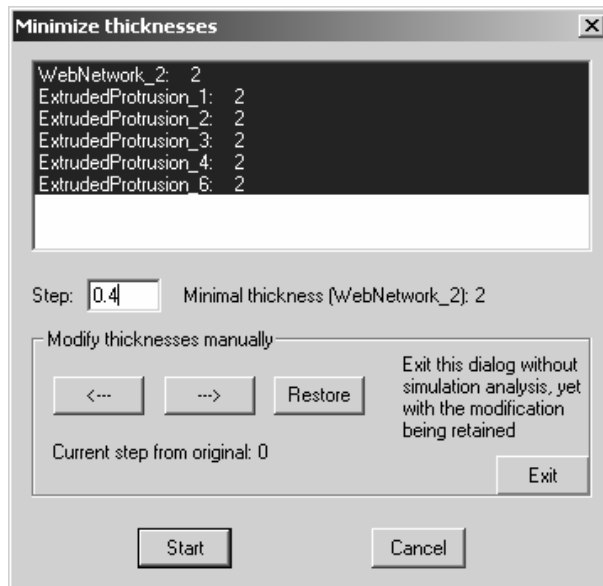 Minimize thicknesses
WebNetwork_2: 2
ExtrudedProtrusion_1: 2
ExtrudedProtrusion_2: 2
ExtrudedProtrusion_3: 2
ExtrudedProtrusion_4: 2
ExtrudedProtrusion_6: 2
Step: 0.4 Minimal thickness (WebNetwork_2): 2
Modify thicknesses manually
<--- ---> Restore
Exit this dialog without
simulation analysis, yet
with the modification
being retained
Current step from original: 0
Exit
Start Cancel